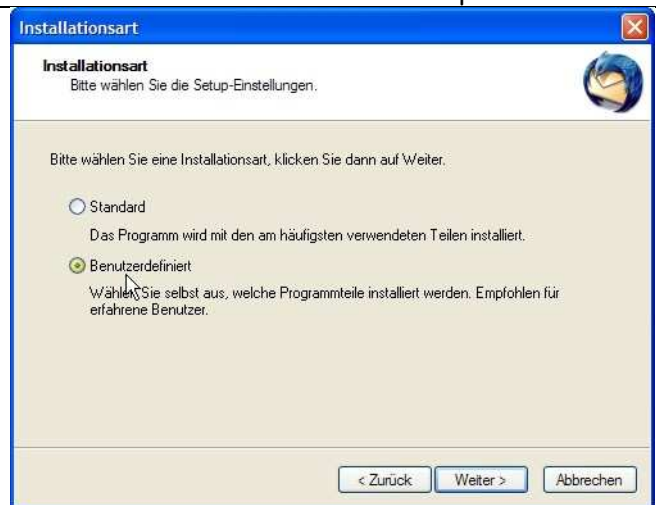 Installationsart
Installationsart
Bitte wählen Sie die Setup-Einstellungen.
Bitte wählen Sie eine Installationsart, klicken Sie dann auf Weiter.
Standard
Das Programm wird mit den am häufigsten verwendeten Teilen installiert.
Benutzerdefiniert
Wählen Sie selbst aus, welche Programmteile installiert werden. Empfohlen für
erfahrene Benutzer.
< Zurück Weiter > Abbrechen